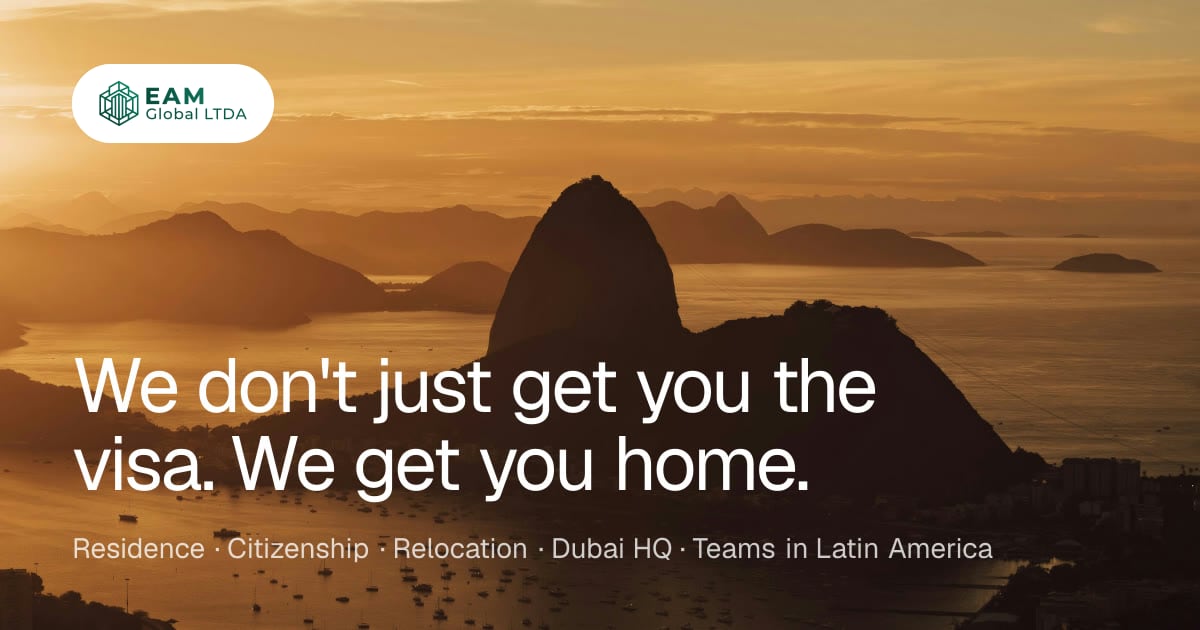 EAM
Global LTDA
We don't just get you the
visa. We get you home.
Residence · Citizenship · Relocation · Dubai HQ · Teams in Latin America